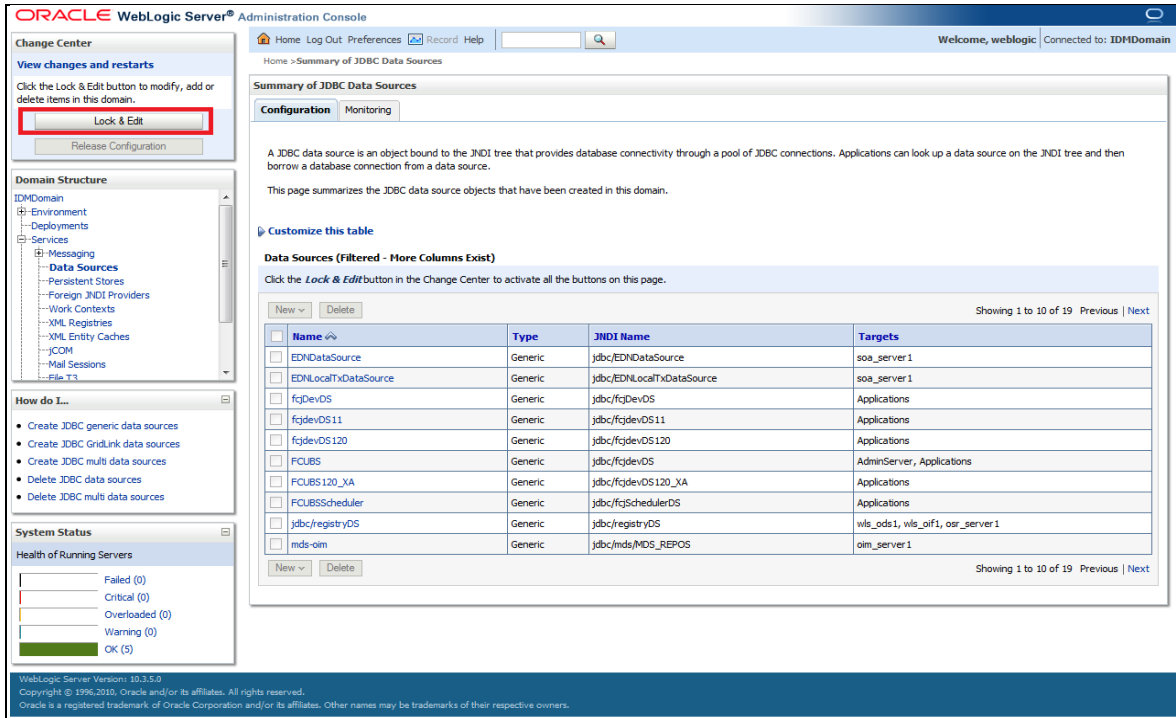 ORACLE WebLogic Server® Administration Console
Change Center
View changes and restarts
Click the Lock & Edit button to modify, add or
delete items in this domain.
Lock & Edit
Release Configuration
Domain Structure
IDMDomain
Environment
Deployments
Services
Messaging
Data Sources
Persistent Stores
Foreign JNDI Providers
Work Contexts
XML Registries
XML Entity Caches
jCOM
Mail Sessions
File T3
How do I...
Create JDBC generic data sources
Create JDBC GridLink data sources
Create JDBC multi data sources
Delete JDBC data sources
Delete JDBC multi data sources
System Status
Health of Running Servers
Failed (0)
Critical (0)
Overloaded (0)
Warning (0)
OK (5)
Home Log Out Preferences Record Help
Welcome, weblogic Connected to: IDMDomain
Home >Summary of JDBC Data Sources
Summary of JDBC Data Sources
Configuration Monitoring
A JDBC data source is an object bound to the JNDI tree that provides database connectivity through a pool of JDBC connections. Applications can look up a data source on the JNDI tree and then
borrow a database connection from a data source.
This page summarizes the JDBC data source objects that have been created in this domain.
Customize this table
Data Sources (Filtered - More Columns Exist)
Click the Lock & Edit button in the Change Center to activate all the buttons on this page.
New Delete Showing 1 to 10 of 19 Previous | Next
Name Type JNDI Name Targets
EDNDataSource Generic jdbc/EDNDataSource soa_server1
EDNLocalTxDataSource Generic jdbc/EDNLocalTxDataSource soa_server1
fcjDevDS Generic jdbc/fcjDevDS Applications
fcjdevDS11 Generic jdbc/fcjdevDS11 Applications
fcjdevDS120 Generic jdbc/fcjdevDS120 Applications
FCUBS Generic jdbc/fcjdevDS AdminServer, Applications
FCUBS120_XA Generic jdbc/fcjdevDS120_XA Applications
FCUBSScheduler Generic jdbc/fcjSchedulerDS Applications
jdbc/registryDS Generic jdbc/registryDS wls_ods1, wls_oif1, osr_server1
mds-oim Generic jdbc/mds/MDS_REPOS oim_server1
New Delete Showing 1 to 10 of 19 Previous | Next
WebLogic Server Version: 10.3.5.0
Copyright © 1996,2010, Oracle and/or its affiliates. All rights reserved.
Oracle is a registered trademark of Oracle Corporation and/or its affiliates. Other names may be trademarks of their respective owners.